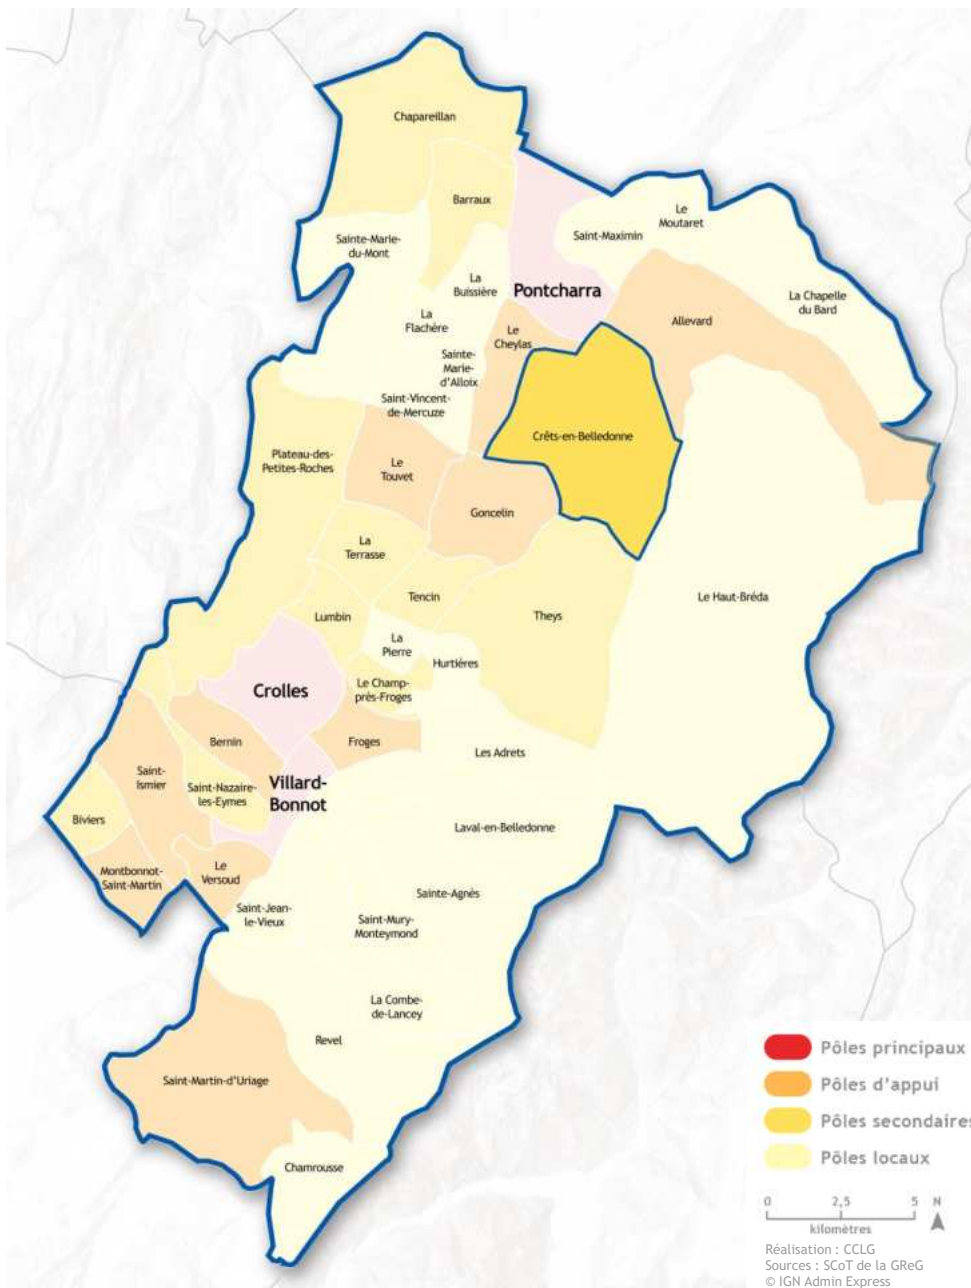 Chapareillan
Barraux
Le
Moutaret
Saint-Maximin
Sainte-Marie-
du-Mont
La
Buissière
Pontcharra
La Chapelle
du Bard
La
Flachère
Allevard
Le
Cheylas
Sainte-
Marie-
d'Alloix
Saint-Vincent-
de-Mercuze
Crêts-en-Belledonne
Plateau-des-
Petites-Roches
Le
Touvet
Goncelin
La
Terrasse
Tencin
Le Haut-Bréda
Lumbin
Theys
La
Pierre
Hurtières
Crolles
Le Champ-
près-Froges
Bernin
Froges
Les Adrets
Saint-
Ismier
Saint-Nazaire-
les-Eymes
Villard-
Bonnot
Biviers
Laval-en-Belledonne
Montbonnot-
Saint-Martin
Le
Versoud
Sainte-Agnès
Saint-Jean-
le-Vieux
Saint-Mury-
Monteymond
La Combe-
de-Lancey
Revel
Saint-Martin-d'Uriage
Chamrousse
Pôles principaux
Pôles d'appui
Pôles secondaires
Pôles locaux
0 2,5 5 N
kilomètres
Réalisation : CCLG
Sources : SCoT de la GReG
© IGN Admin Express